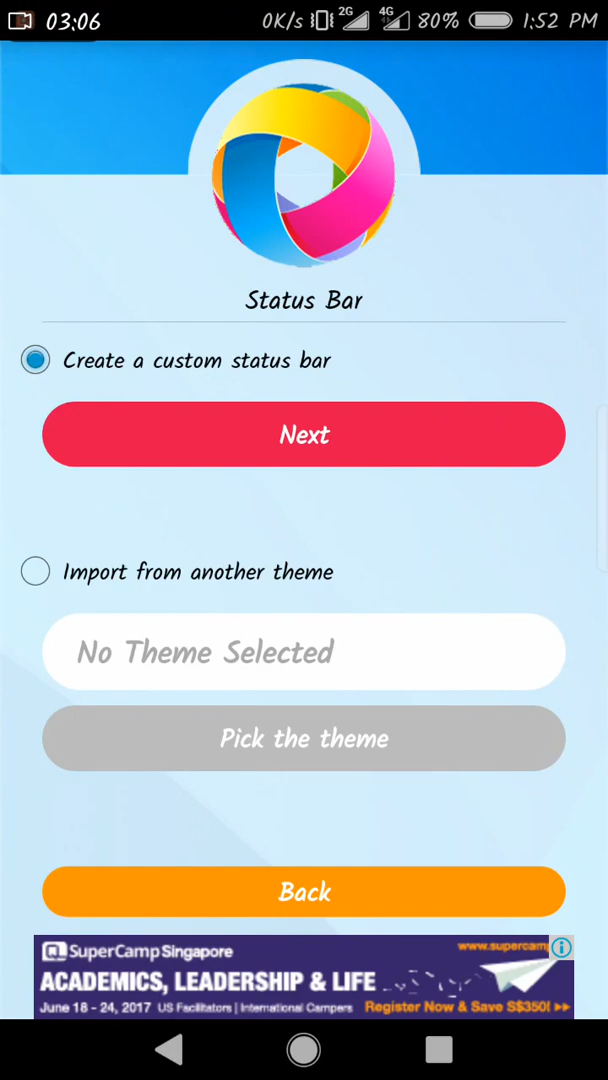 03:06 0K/s 2G 4G 80% 1:52 PM
Status Bar
Create a custom status bar
Next
Import from another theme
No Theme Selected
Pick the theme
Back
SuperCamp Singapore www.supercam
ACADEMICS, LEADERSHIP & LIFE
June 18 - 24, 2017 US Facilitators | International Campers Register Now & Save S$350!